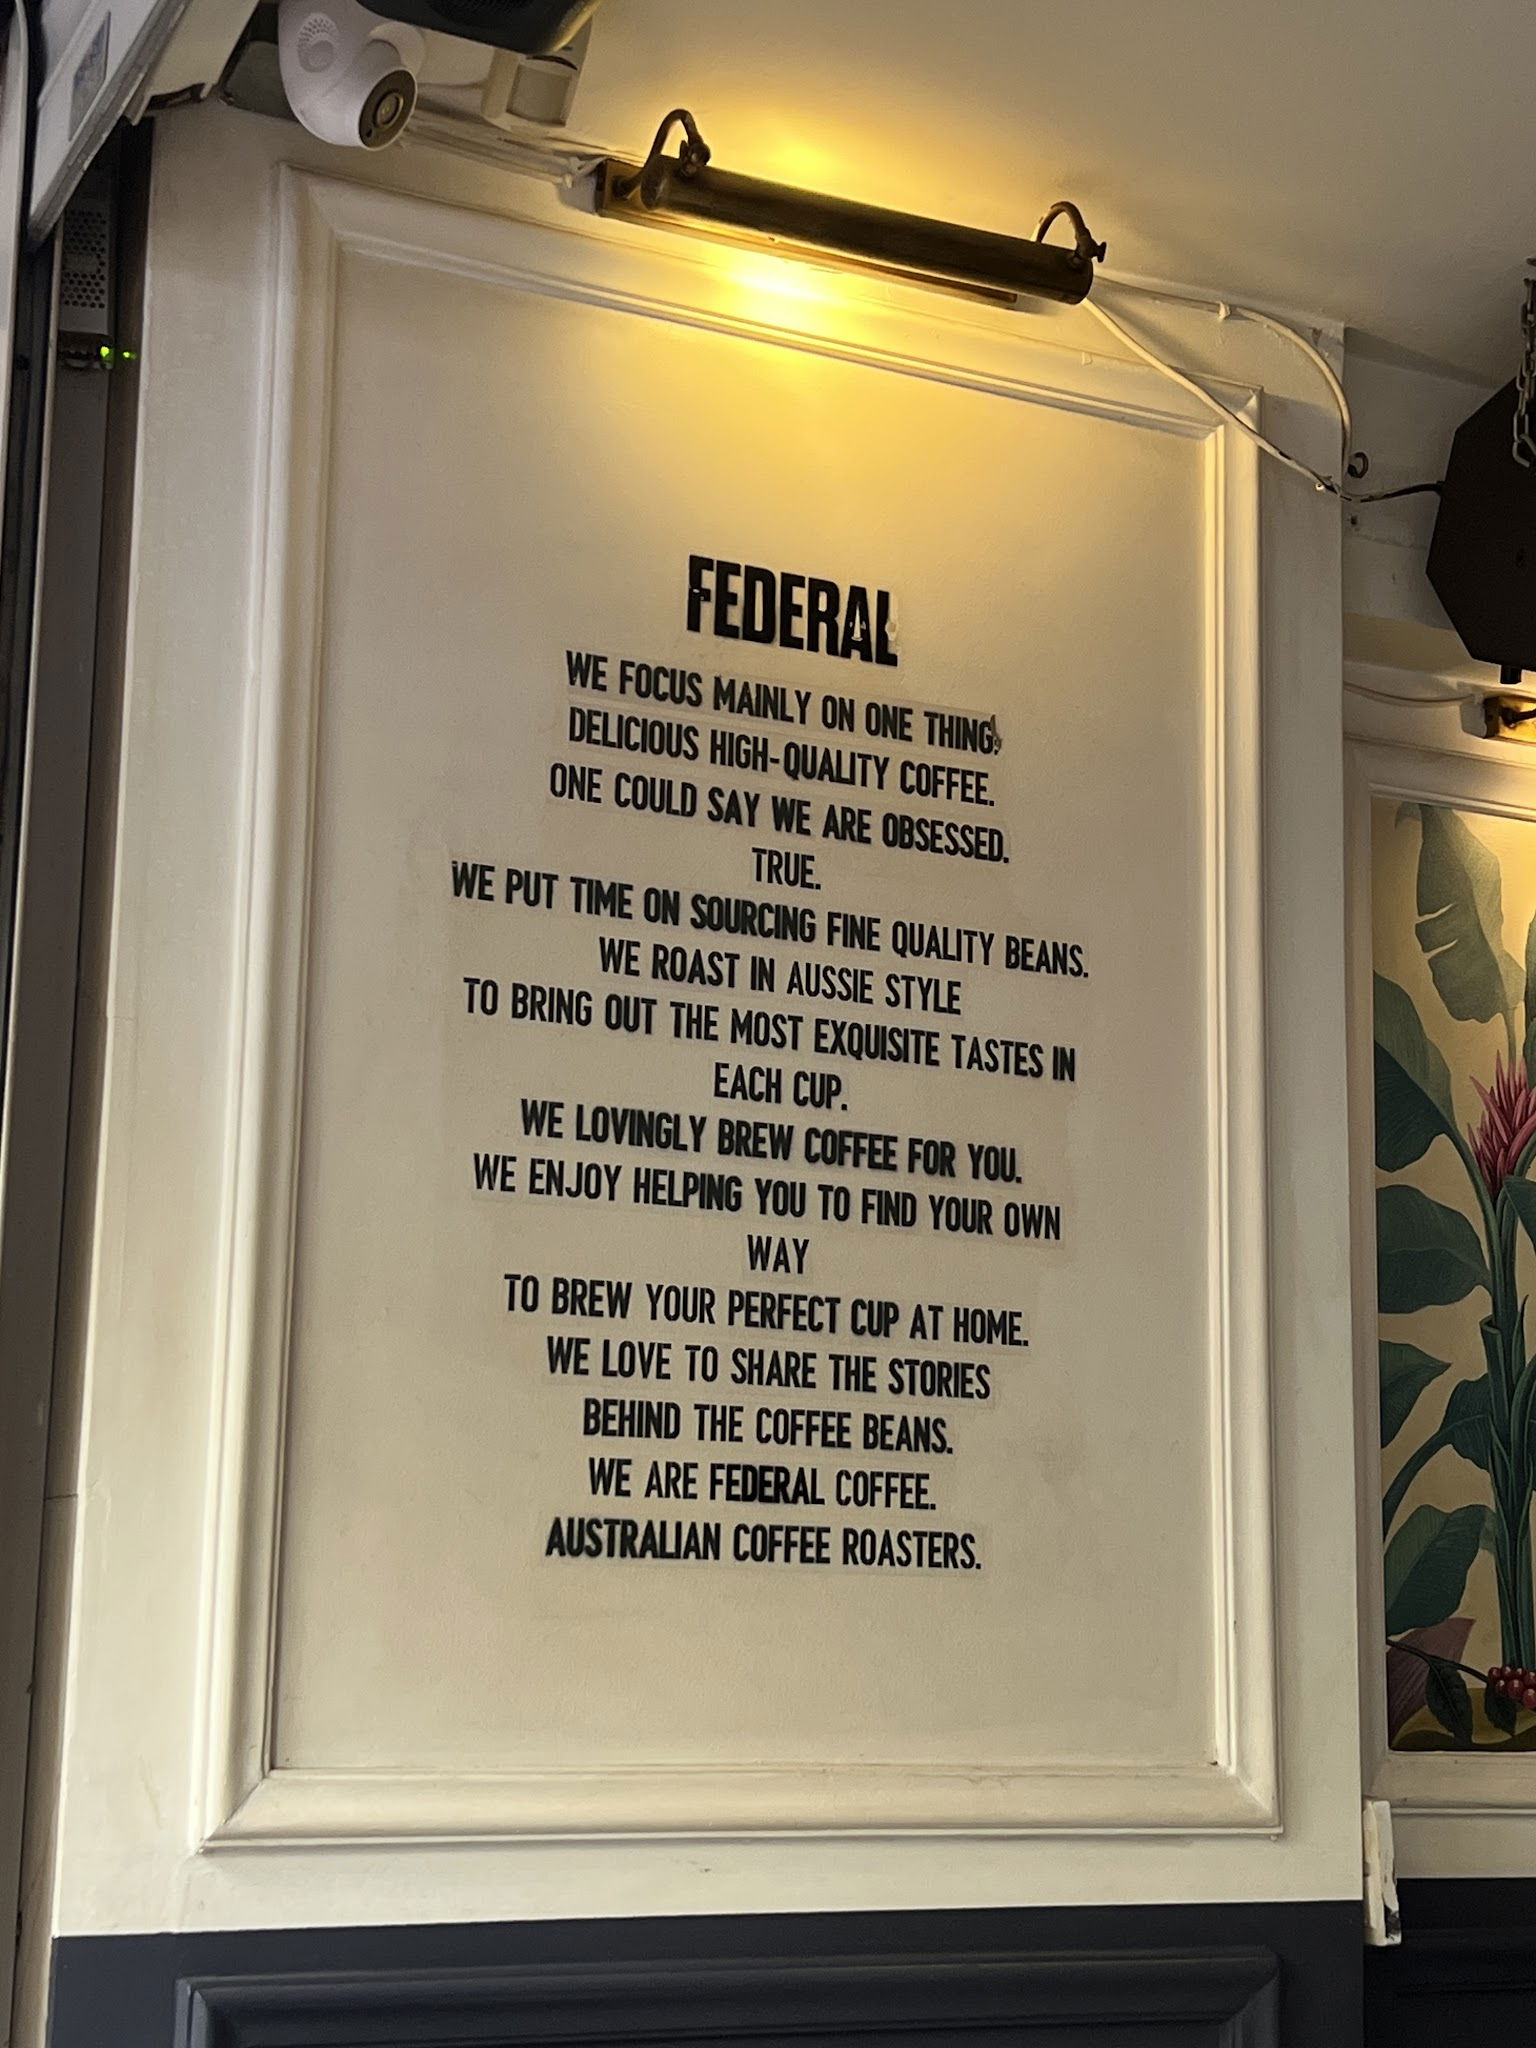 FEDERAL
WE FOCUS MAINLY ON ONE THING.
DELICIOUS HIGH-QUALITY COFFEE.
ONE COULD SAY WE ARE OBSESSED.
TRUE.
WE PUT TIME ON SOURCING FINE QUALITY BEANS.
WE ROAST IN AUSSIE STYLE
TO BRING OUT THE MOST EXQUISITE TASTES IN
EACH CUP.
WE LOVINGLY BREW COFFEE FOR YOU.
WE ENJOY HELPING YOU TO FIND YOUR OWN
WAY
TO BREW YOUR PERFECT CUP AT HOME.
WE LOVE TO SHARE THE STORIES
BEHIND THE COFFEE BEANS.
WE ARE FEDERAL COFFEE.
AUSTRALIAN COFFEE ROASTERS.